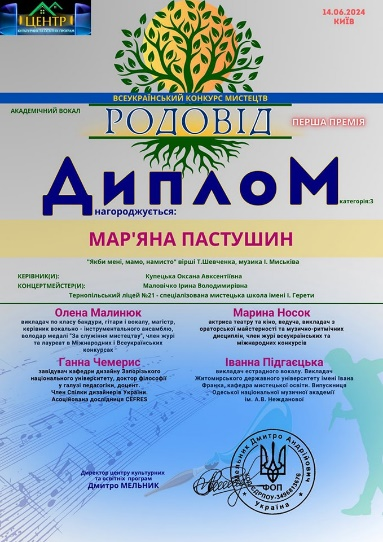 ЦЕНТР
КУЛЬТУРНИХ ТА ОСВІТНІХ ПРОГРАМ
14.06.2024
КИЇВ
ВСЕУКРАЇНСЬКИЙ КОНКУРС МИСТЕЦТВ
АКАДЕМІЧНИЙ ВОКАЛ
РОДОВІД
ПЕРША ПРЕМІЯ
ДИПЛОМ
категорія:3
нагороджується:
МАР'ЯНА ПАСТУШИН
"Якби мені, мамо, намисто" вірші Т.Шевченка, музика І. Миськіва
КЕРІВНИК(И): Купецька Оксана Авксентіївна
КОНЦЕРТМЕЙСТЕР(И): Маловічко Ірина Володимирівна
Тернопільський ліцей №21 - спеціалізована мистецька школа імені І. Герети
Олена Малинюк
викладач по класу бандури, гітари і вокалу, магістр,
керівник вокально - інструментального ансамблю,
володар медалі "За служіння мистецтву", член журі
та лауреат в Міжнародних і Всеукраїнських
конкурсах
Марина Носок
актриса театру та кіно, ведуча, викладач з
ораторської майстерності та музично-ритмічних
дисциплін, член журі всеукраїнських та
міжнародних конкурсів
Ганна Чемерис
завідувач кафедри дизайну Запорізького
національного університету, доктор філософії
у галузі педагогіки, доцент.
Член Спілки дизайнерів України.
Асоційована дослідниця CEFRES
Іванна Підгаєцька
викладач естрадного вокалу. Викладач
Житомирського державного університету імені Івана
Франка, кафедра мистецької освіти. Випускниця
Одеської національної музичної академії
ім. А.В. Нежданової
Директор центру культурних
та освітніх програм
Дмитро МЕЛЬНИК
Мельник Дмитро Андрійович
ФОП
Україна